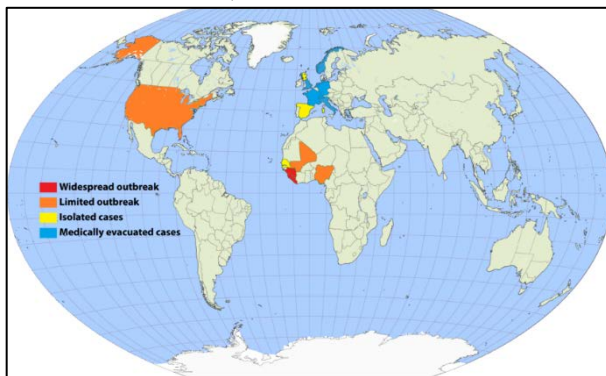 Widespread outbreak
Limited outbreak
Isolated cases
Medically evacuated cases